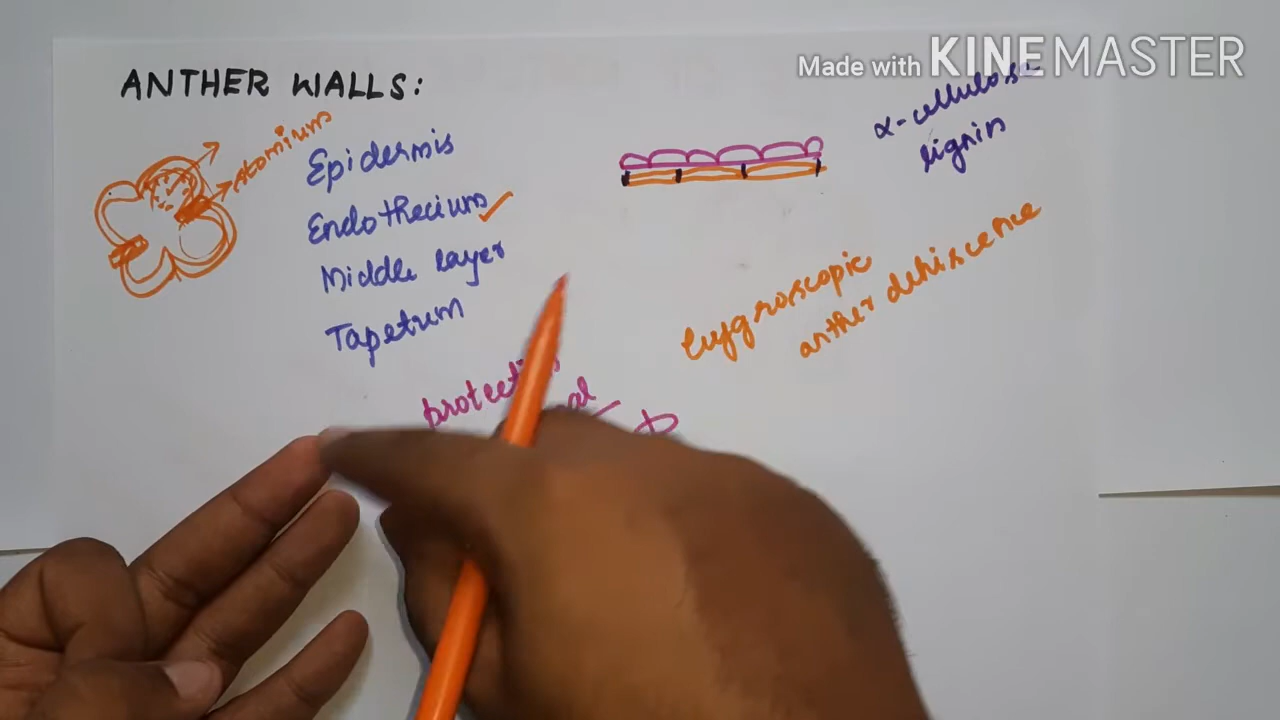 Made with KINEMASTER
ANTHER WALLS:
Stomium
Epidermis
Endothecium
Middle layer
Tapetum
α-cellulose
lignin
hygroscopic
anther dehiscence